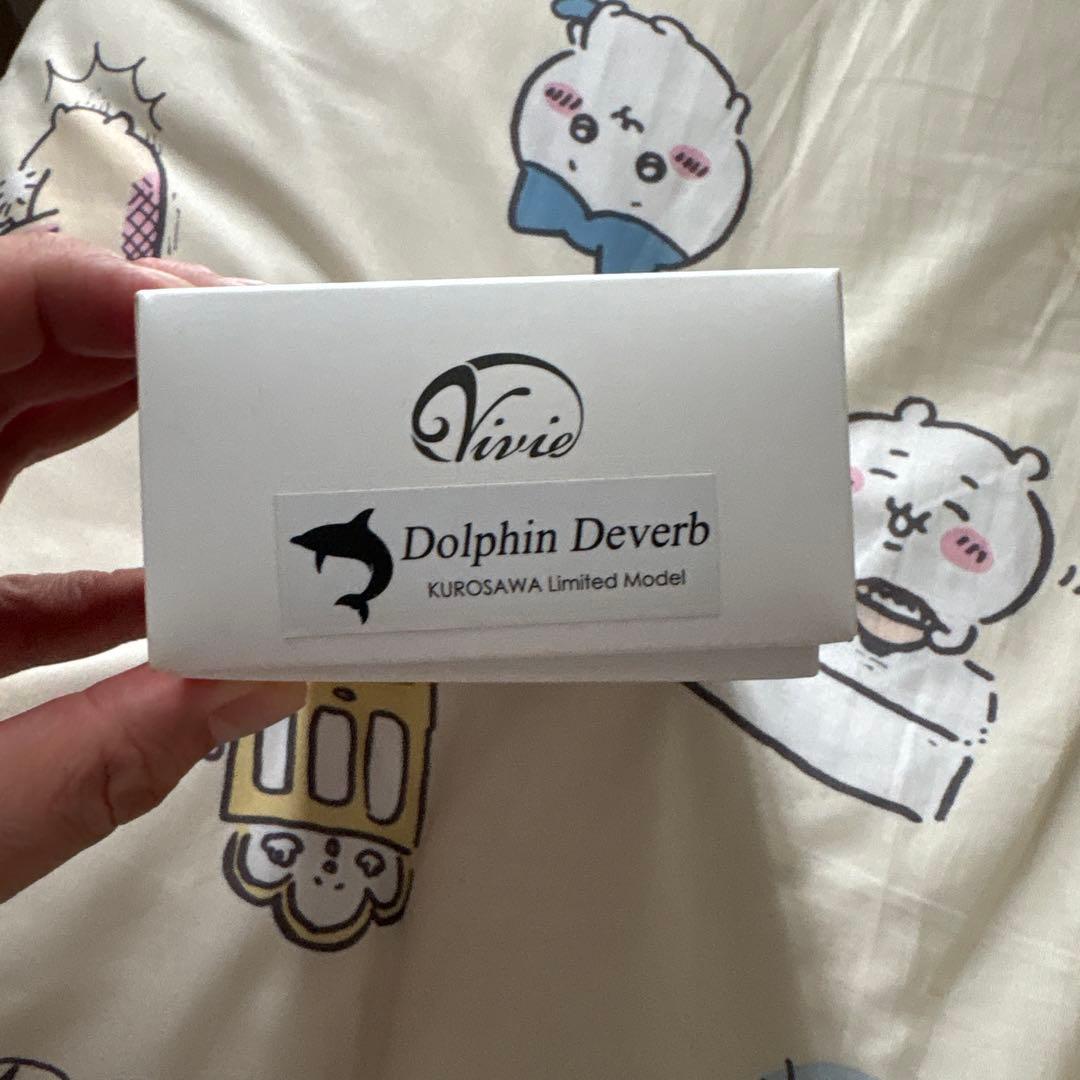 Vivie
Dolphin Deverb
KUROSAWA Limited Model